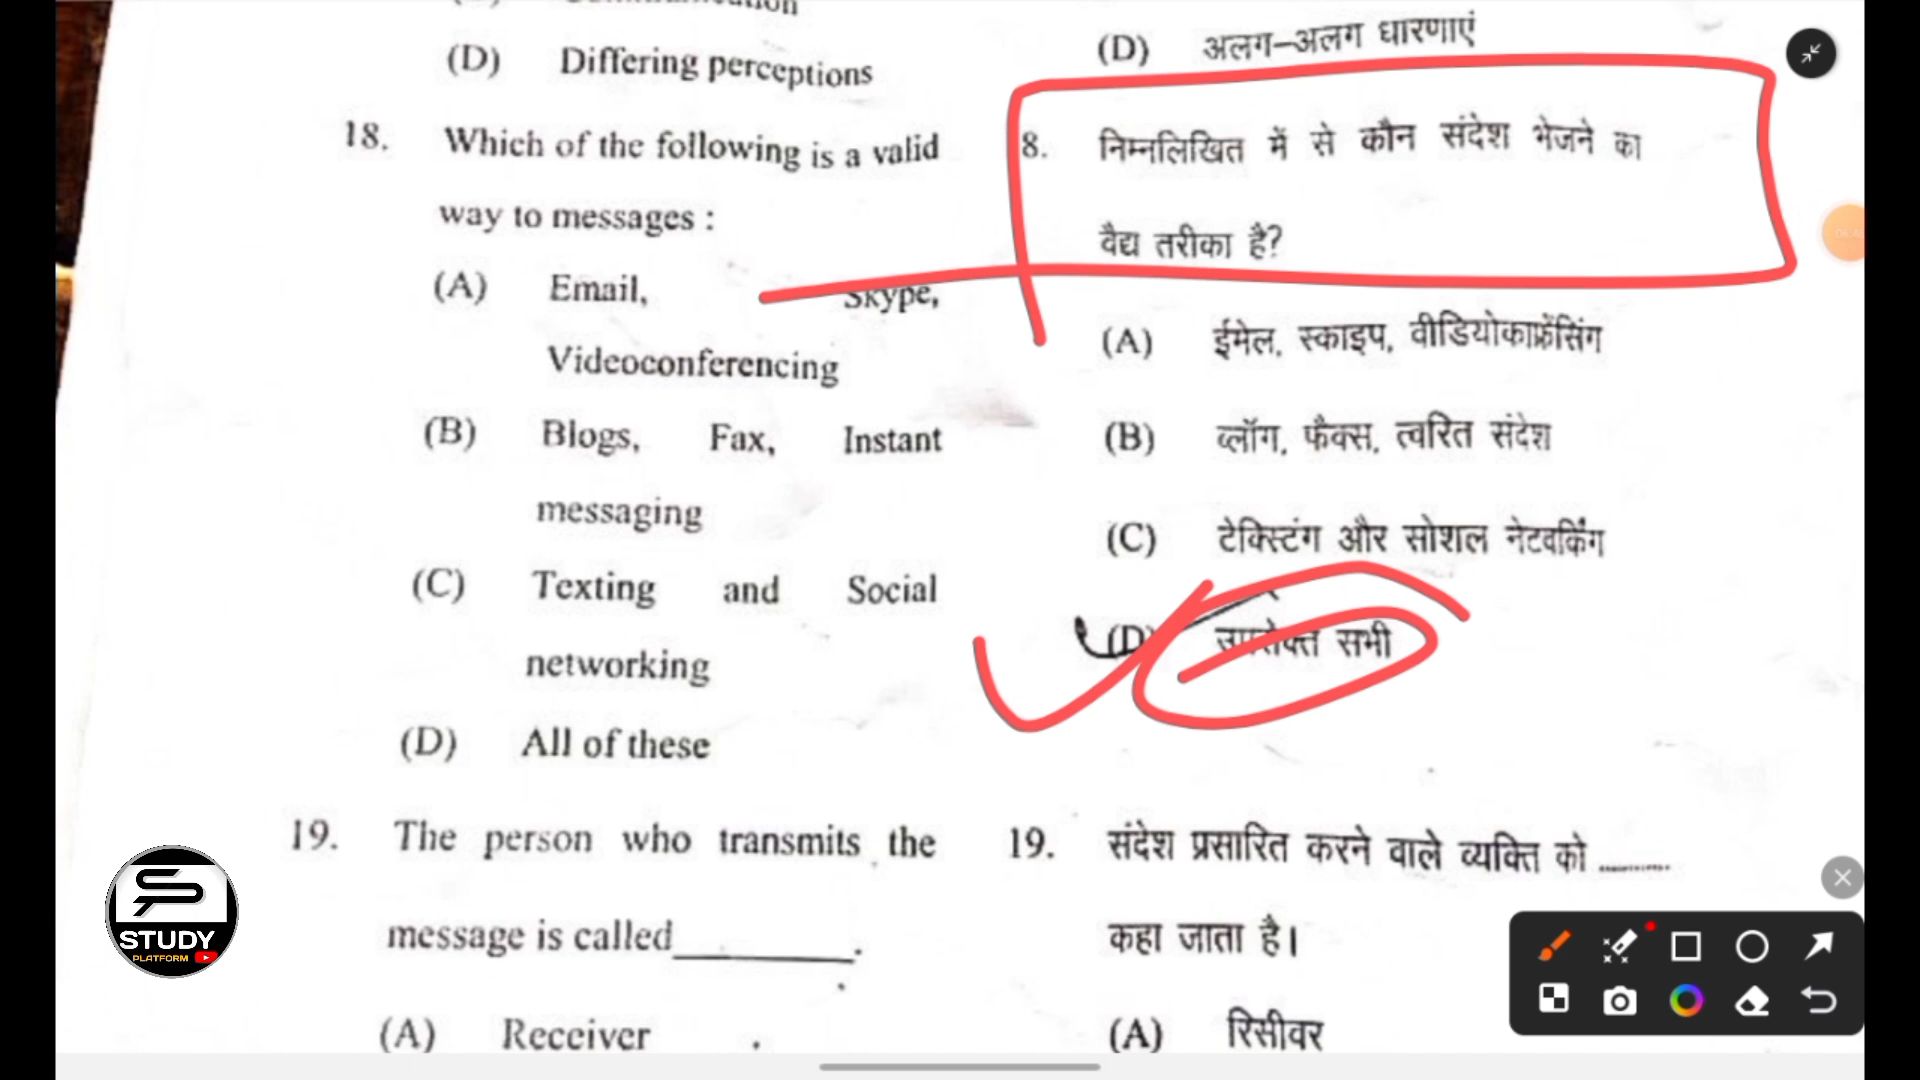 (D) Differing perceptions
18. Which of the following is a valid
way to messages :
(A) Email, Skype,
Videoconferencing
(B) Blogs, Fax, Instant
messaging
(C) Texting and Social
networking
(D) All of these
19. The person who transmits the
message is called_________.
(A) Receiver
(D) अलग-अलग धारणाएं
8. निम्नलिखित में से कौन संदेश भेजने का
वैद्य तरीका है?
(A) ईमेल, स्काइप, वीडियोकाफ्रेंसिंग
(B) ब्लॉग, फैक्स, त्वरित संदेश
(C) टेक्स्टिंग और सोशल नेटवर्किंग
(D) उपरोक्त सभी
19. संदेश प्रसारित करने वाले व्यक्ति को ..........
कहा जाता है।
(A) रिसीवर
STUDY
PLATFORM